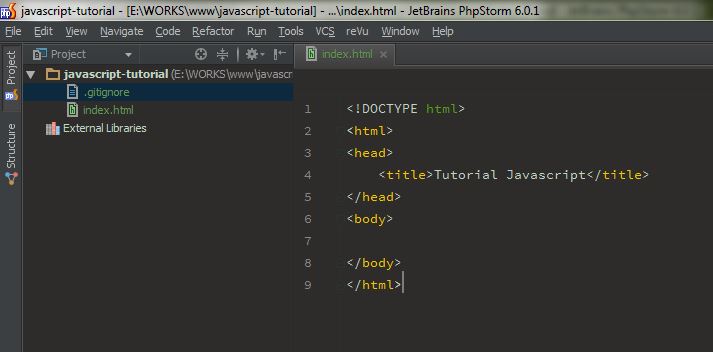 javascript-tutorial - [E:\WORKS\www\javascript-tutorial] - ...\index.html - JetBrains PhpStorm 6.0.1
File Edit View Navigate Code Refactor Run Tools VCS reVu Window Help
Project
index.html
Project
Structure
javascript-tutorial (E:\WORKS\www\javascr
.gitignore
index.html
External Libraries
1 <!DOCTYPE html>
2 <html>
3 <head>
4 <title>Tutorial Javascript</title>
5 </head>
6 <body>
7
8 </body>
9 </html>